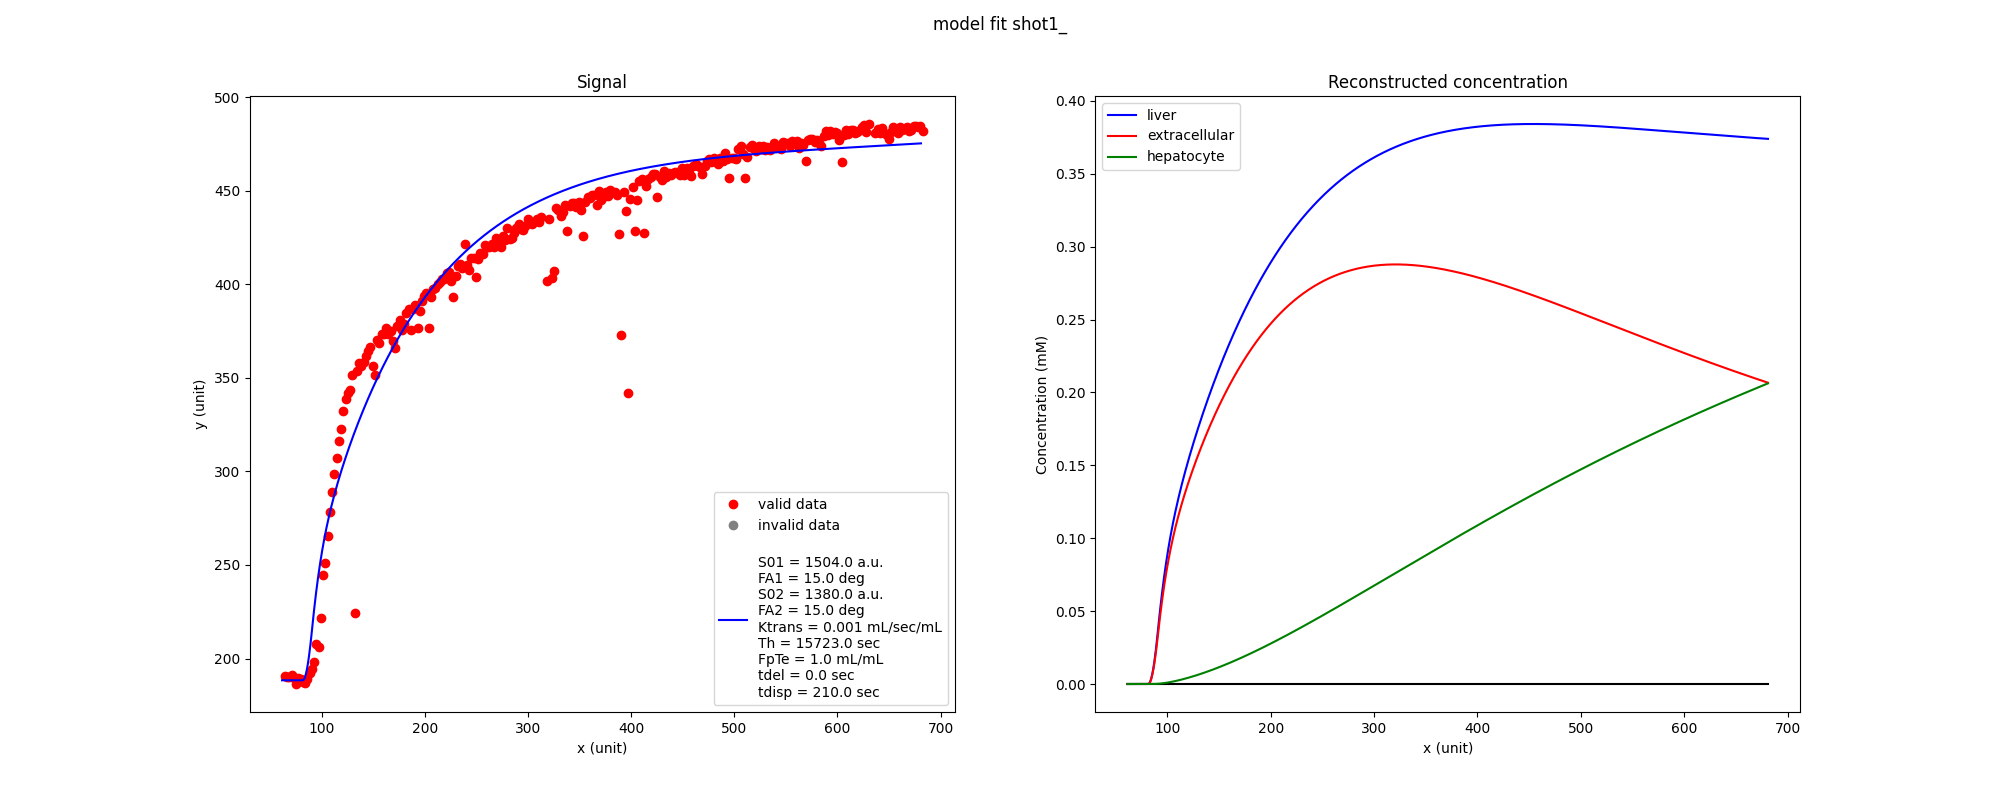 model fit shot1_
Signal
500
450
400
350
300
250
200
y (unit)
valid data
invalid data
S01 = 1504.0 a.u.
FA1 = 15.0 deg
S02 = 1380.0 a.u.
FA2 = 15.0 deg
Ktrans = 0.001 mL/sec/mL
Th = 15723.0 sec
FpTe = 1.0 mL/mL
tdel = 0.0 sec
tdisp = 210.0 sec
100 200 300 400 500 600 700
x (unit)
Reconstructed concentration
liver
extracellular
hepatocyte
0.40
0.35
0.30
0.25
0.20
0.15
0.10
0.05
0.00
Concentration (mM)
100 200 300 400 500 600 700
x (unit)